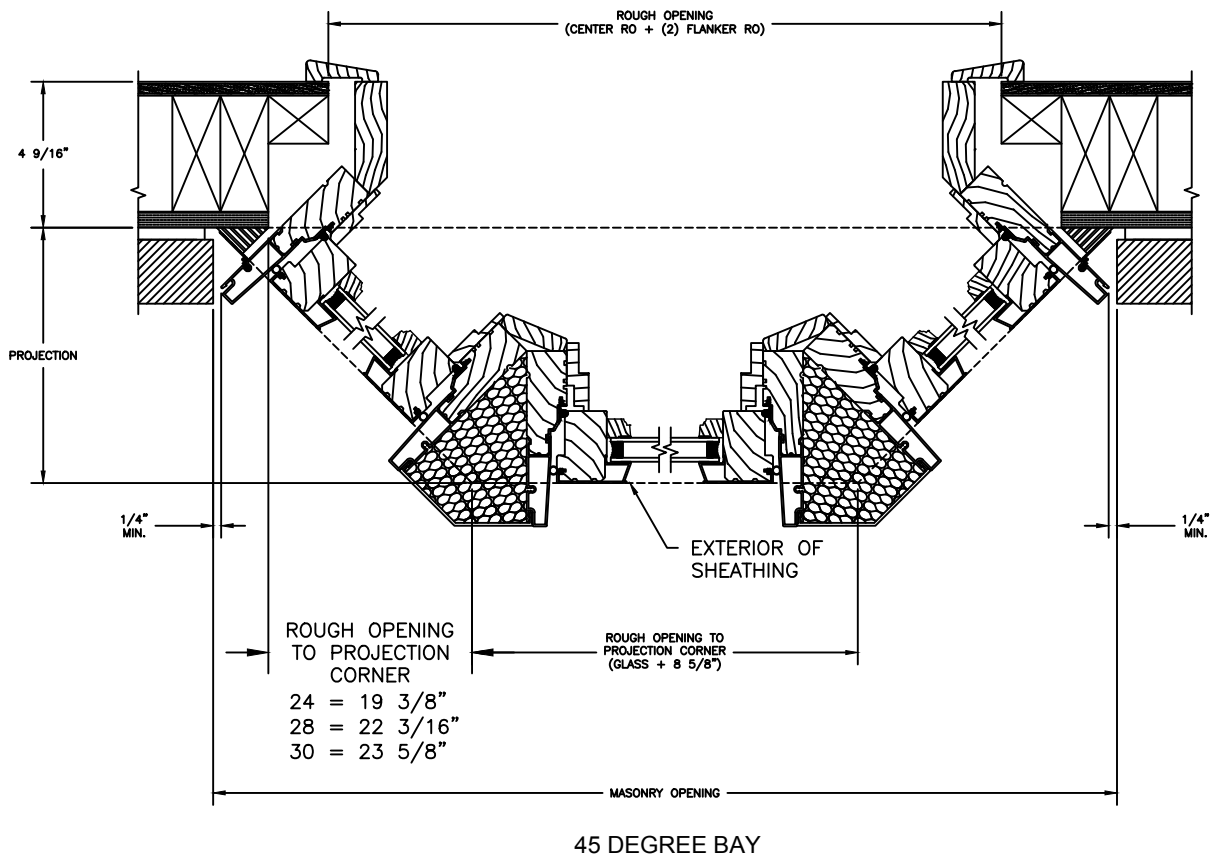 ROUGH OPENING
(CENTER RO + (2) FLANKER RO)
4 9/16"
PROJECTION
1/4"
MIN.
1/4"
MIN.
EXTERIOR OF
SHEATHING
ROUGH OPENING
TO PROJECTION
CORNER
24 = 19 3/8"
28 = 22 3/16"
30 = 23 5/8"
ROUGH OPENING TO
PROJECTION CORNER
(GLASS + 8 5/8")
MASONRY OPENING
45 DEGREE BAY